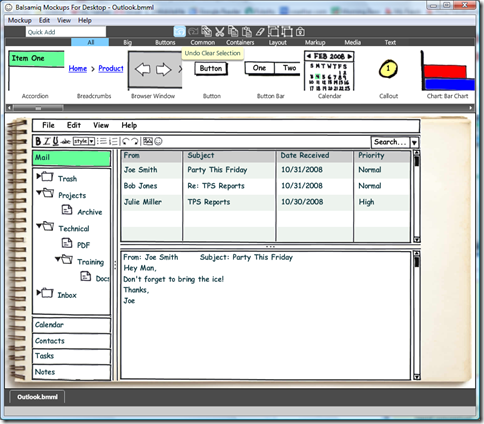 Balsamiq Mockups For Desktop - Outlook.bmml
Mockup Edit View Help
Quick Add
All Big Buttons Common Containers Layout Markup Media Text
Undo Clear Selection
Item One
Home > Product
Button
One Two
FEB 2008
S M T W T F S
1
Accordion Breadcrumbs Browser Window Button Button Bar Calendar Callout Chart Bar Chart
File Edit View Help
B I U abc style Search...
Mail
From Subject Date Received Priority
Joe Smith Party This Friday 10/31/2008 Normal
Bob Jones Re: TPS Reports 10/31/2008 Normal
Julie Miller TPS Reports 10/30/2008 High
Trash
Projects
Archive
Technical
PDF
Training
Docs
Inbox
Calendar
Contacts
Tasks
Notes
From: Joe Smith Subject: Party This Friday
Hey Man,
Don't forget to bring the ice!
Thanks,
Joe
Outlook.bmml